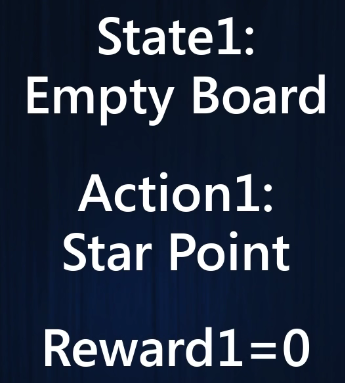 State1:
Empty Board
Action1:
Star Point
Reward1=0